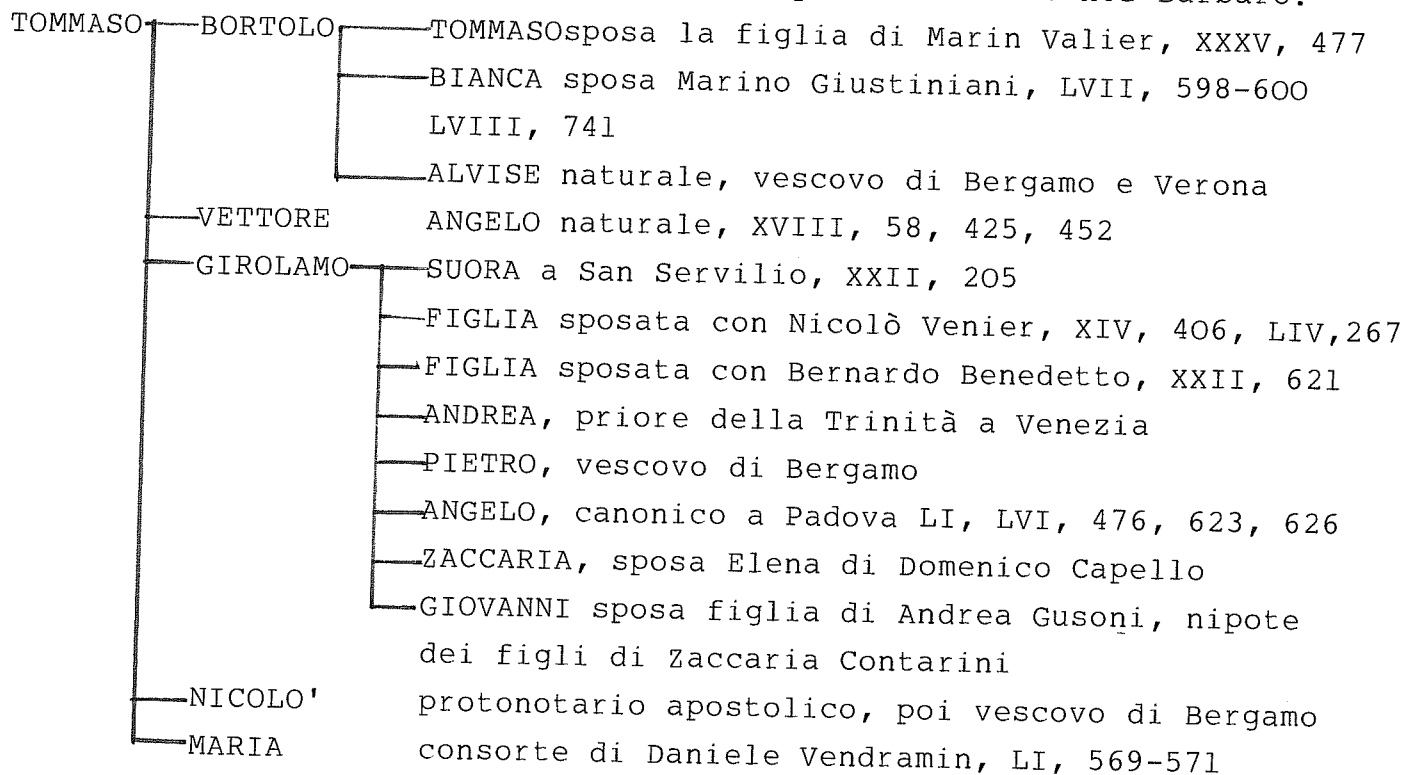 Barbaro.
TOMMASO BORTOLO TOMMASOsposa la figlia di Marin Valier, XXXV, 477
BIANCA sposa Marino Giustiniani, LVII, 598-600
LVIII, 741
ALVISE naturale, vescovo di Bergamo e Verona
VETTORE ANGELO naturale, XVIII, 58, 425, 452
GIROLAMO SUORA a San Servilio, XXII, 205
FIGLIA sposata con Nicolò Venier, XIV, 406, LIV,267
FIGLIA sposata con Bernardo Benedetto, XXII, 621
ANDREA, priore della Trinità a Venezia
PIETRO, vescovo di Bergamo
ANGELO, canonico a Padova LI, LVI, 476, 623, 626
ZACCARIA, sposa Elena di Domenico Capello
GIOVANNI sposa figlia di Andrea Gusoni, nipote
dei figli di Zaccaria Contarini
NICOLO' protonotario apostolico, poi vescovo di Bergamo
MARIA consorte di Daniele Vendramin, LI, 569-571